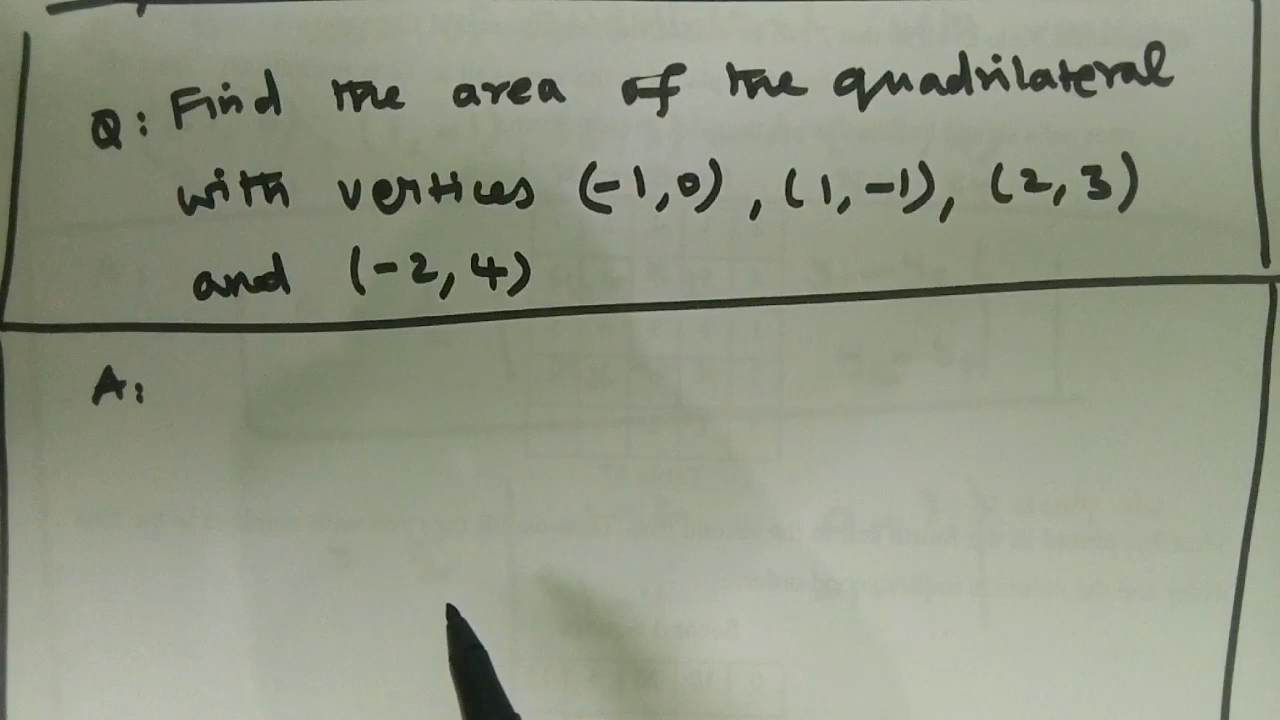 Q: Find the area of the quadrilateral
with vertices (-1,0), (1,-1), (2,3)
and (-2,4)
A: